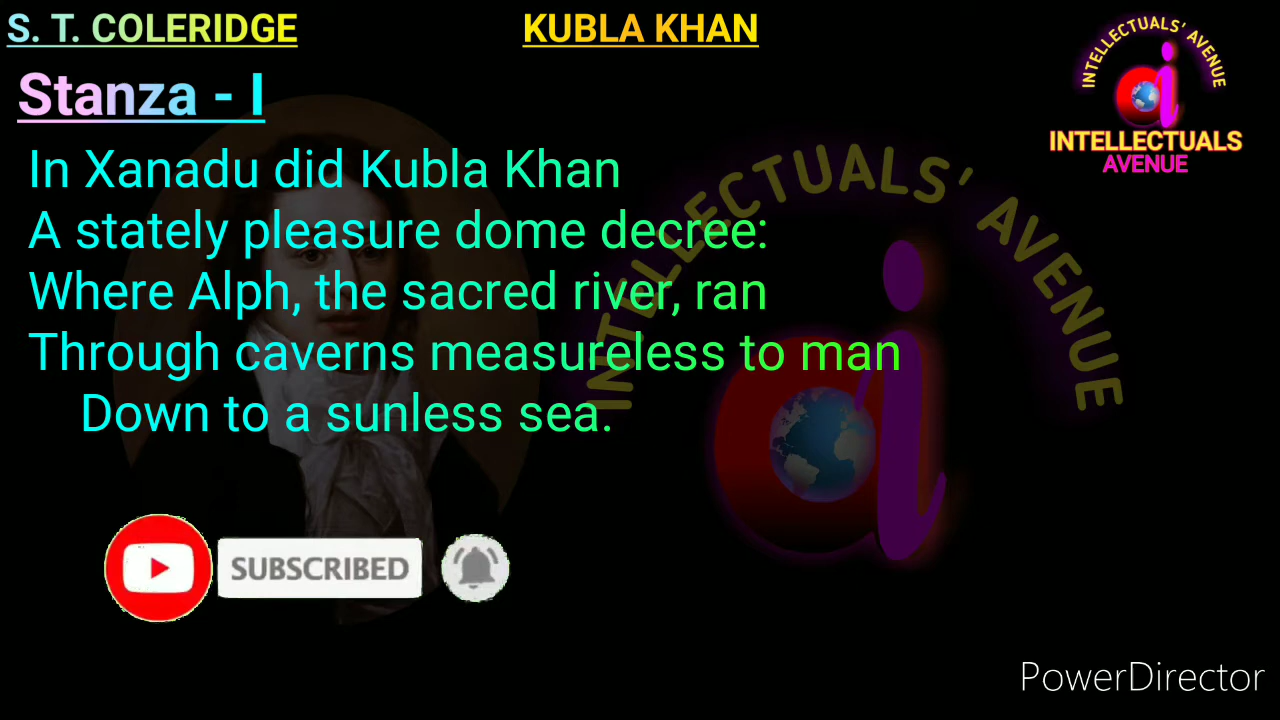 S. T. COLERIDGE
KUBLA KHAN
INTELLECTUALS' AVENUE
INTELLECTUALS
AVENUE
Stanza - I
In Xanadu did Kubla Khan
A stately pleasure dome decree:
Where Alph, the sacred river, ran
Through caverns measureless to man
Down to a sunless sea.
INTELLECTUALS' AVENUE
SUBSCRIBED
PowerDirector